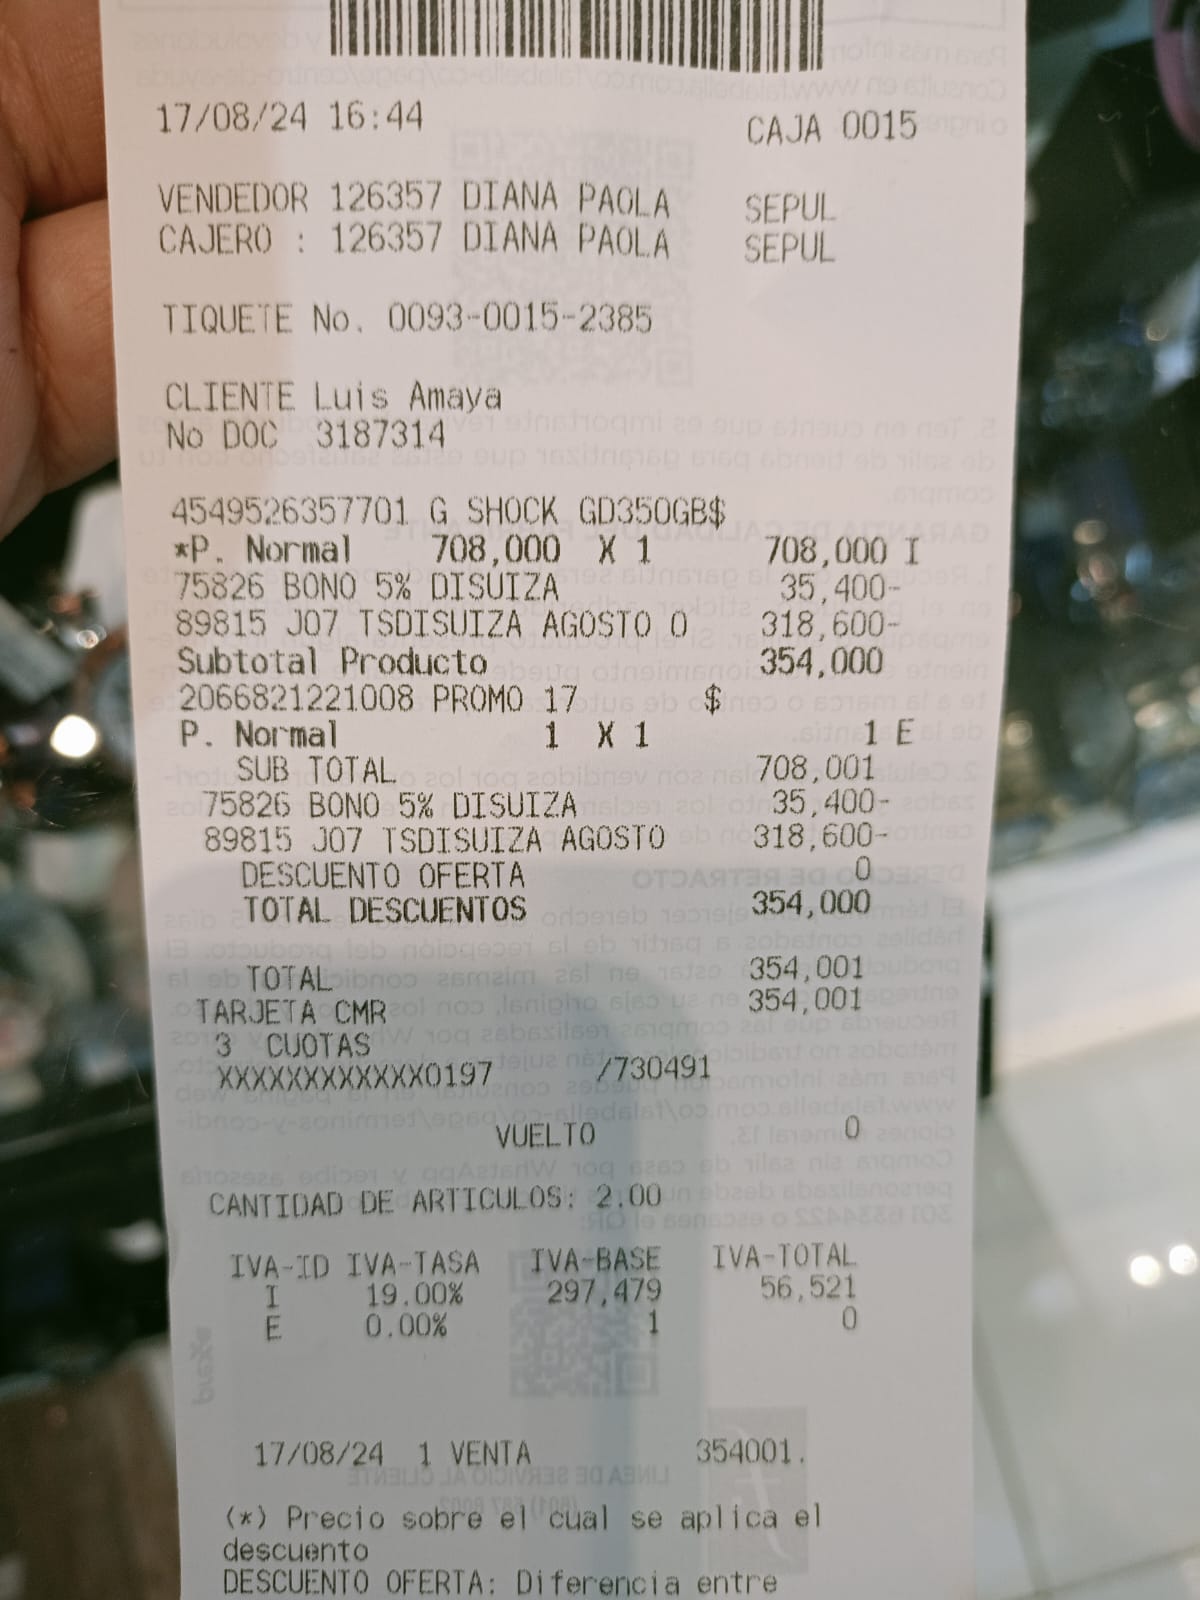 17/08/24 16:44 CAJA 0015
VENDEDOR 126357 DIANA PAOLA SEPUL
CAJERO : 126357 DIANA PAOLA SEPUL
TIQUETE No. 0093-0015-2385
CLIENTE Luis Amaya
No DOC 3187314
4549526357701 G SHOCK GD350GB$
*P. Normal 708,000 X 1 708,000 I
75826 BONO 5% DISUIZA 35,400-
89815 J07 TSDISUIZA AGOSTO 0 318,600-
Subtotal Producto 354,000
2066821221008 PROMO 17 $
P. Normal 1 X 1 1 E
SUB TOTAL 708,001
75826 BONO 5% DISUIZA 35,400-
89815 J07 TSDISUIZA AGOSTO 318,600-
DESCUENTO OFERTA 0
TOTAL DESCUENTOS 354,000
TOTAL 354,001
TARJETA CMR 354,001
3 CUOTAS
XXXXXXXXXXXX0197 /730491
VUELTO 0
CANTIDAD DE ARTICULOS: 2.00
IVA-ID IVA-TASA IVA-BASE IVA-TOTAL
I 19.00% 297,479 56,521
E 0.00% 1 0
17/08/24 1 VENTA 354001.
(*) Precio sobre el cual se aplica el
descuento
DESCUENTO OFERTA: Diferencia entre